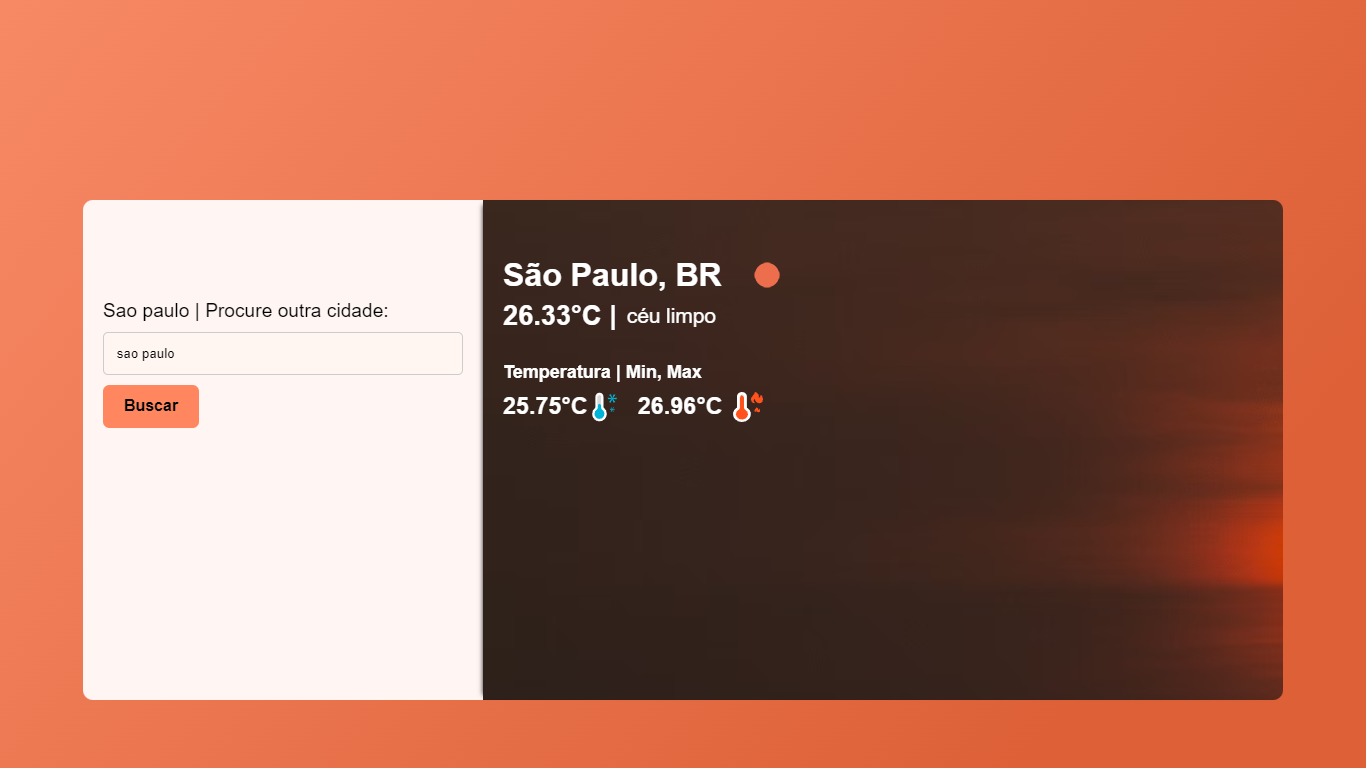 Sao paulo | Procure outra cidade:
sao paulo
Buscar
São Paulo, BR
26.33°C | céu limpo
Temperatura | Min, Max
25.75°C 26.96°C